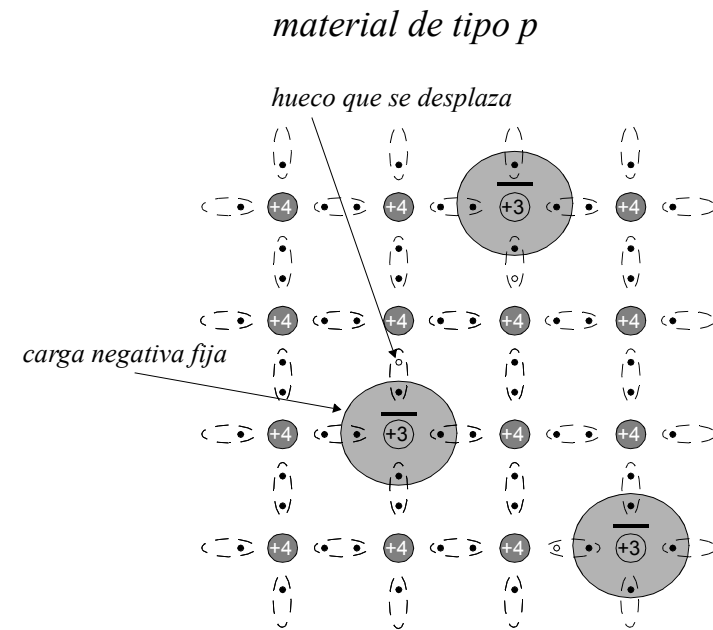 material de tipo p
hueco que se desplaza
+4 +4 +3 +4
+4 +4 +4 +4
carga negativa fija
+4 +3 +4 +4
+4 +4 +4 +3